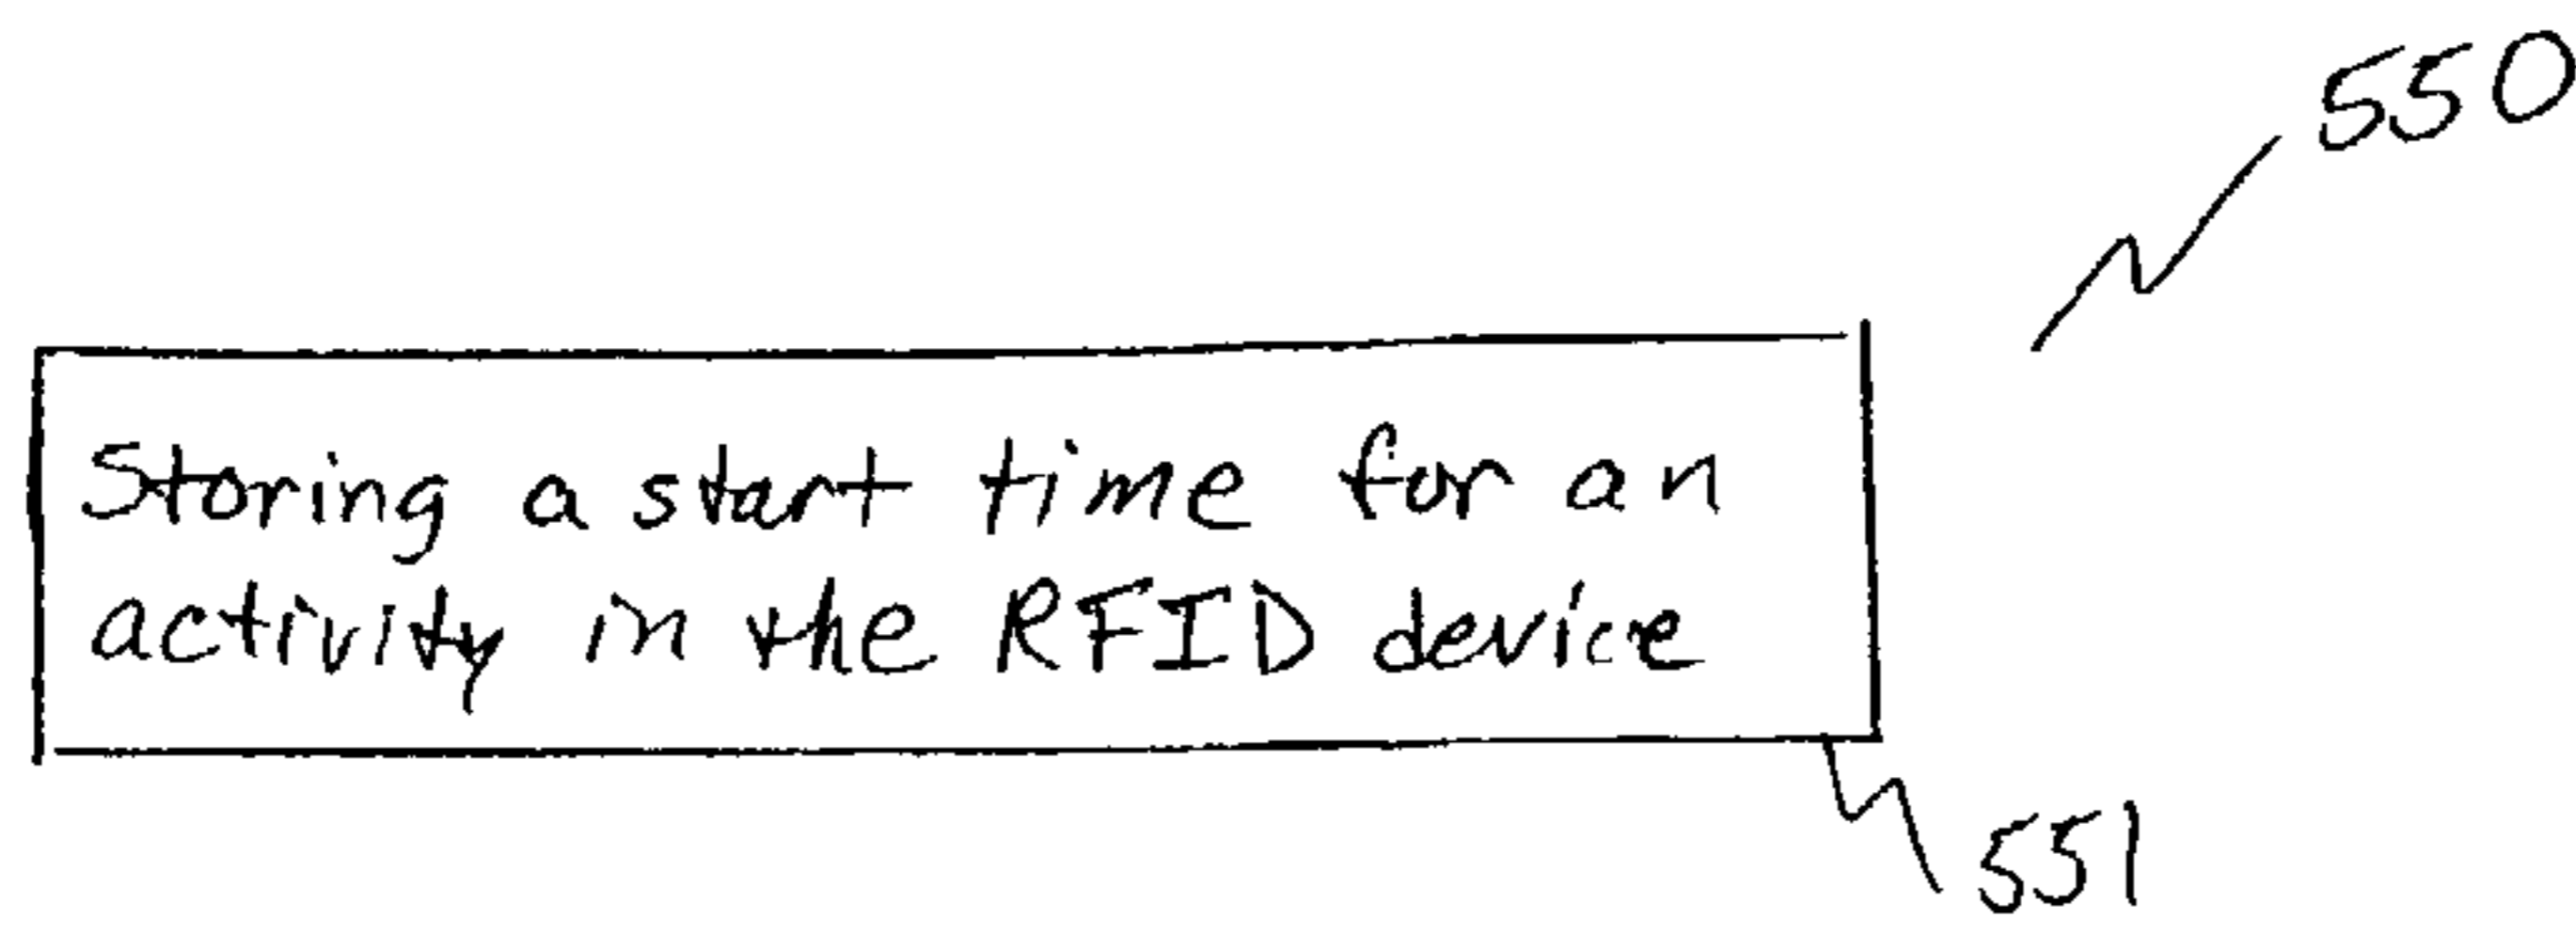 550
Storing a start time for an
activity in the RFID device
551